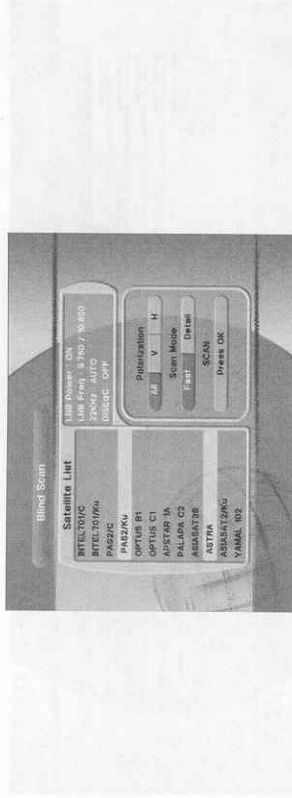 Blind Scan
Satellite List
INTEL701/C
INTEL701/Ku
PAS2/C
PAS2/Ku
OPTUS B1
OPTUS C1
APSTAR 1A
PALAPA C2
ASIASAT3S
ASTRA
ASIASAT2/Ku
YAMAL 102
LNB Power : ON
LNB Freq : 9.750 / 10.600
22KHz : AUTO
DISEQC : OFF
Polarization
All V H
Scan Mode
Fast Detail
SCAN
Press OK